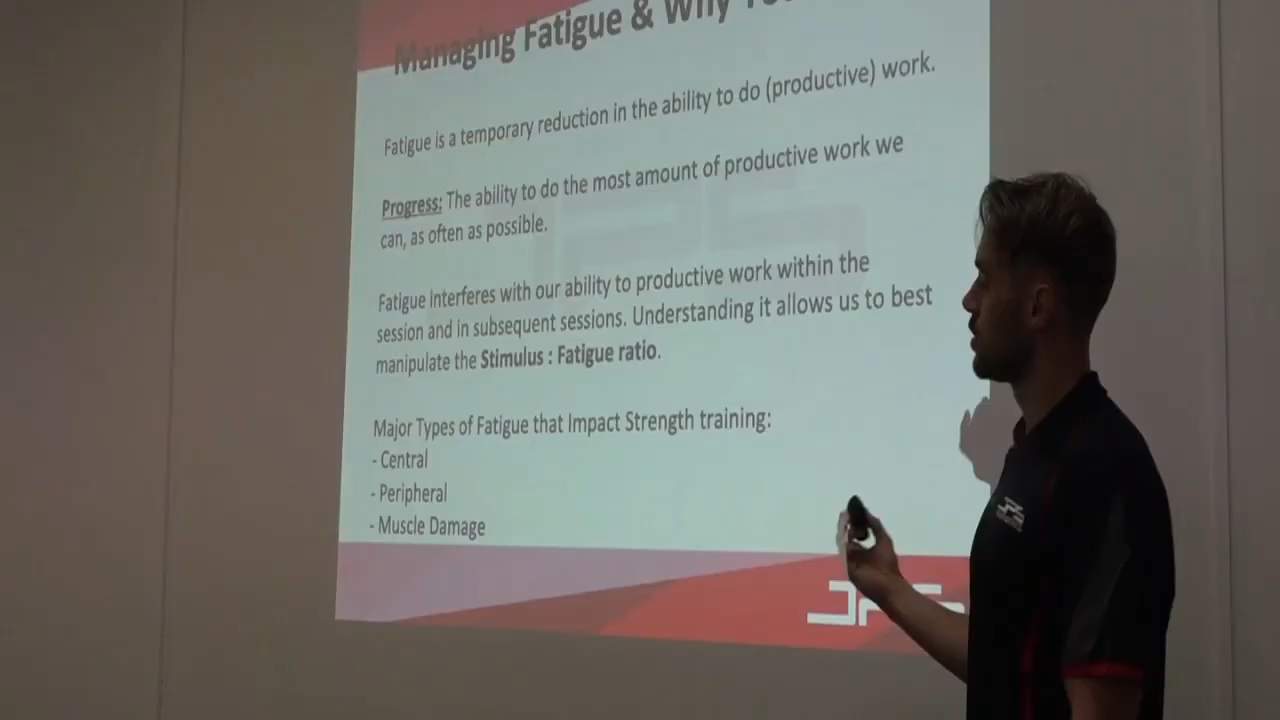 Managing Fatigue & Why
Fatigue is a temporary reduction in the ability to do (productive) work.
Progress: The ability to do the most amount of productive work we
can, as often as possible.
Fatigue interferes with our ability to productive work within the
session and in subsequent sessions. Understanding it allows us to best
manipulate the Stimulus : Fatigue ratio.
Major Types of Fatigue that Impact Strength training:
- Central
- Peripheral
- Muscle Damage
JPS
JPS